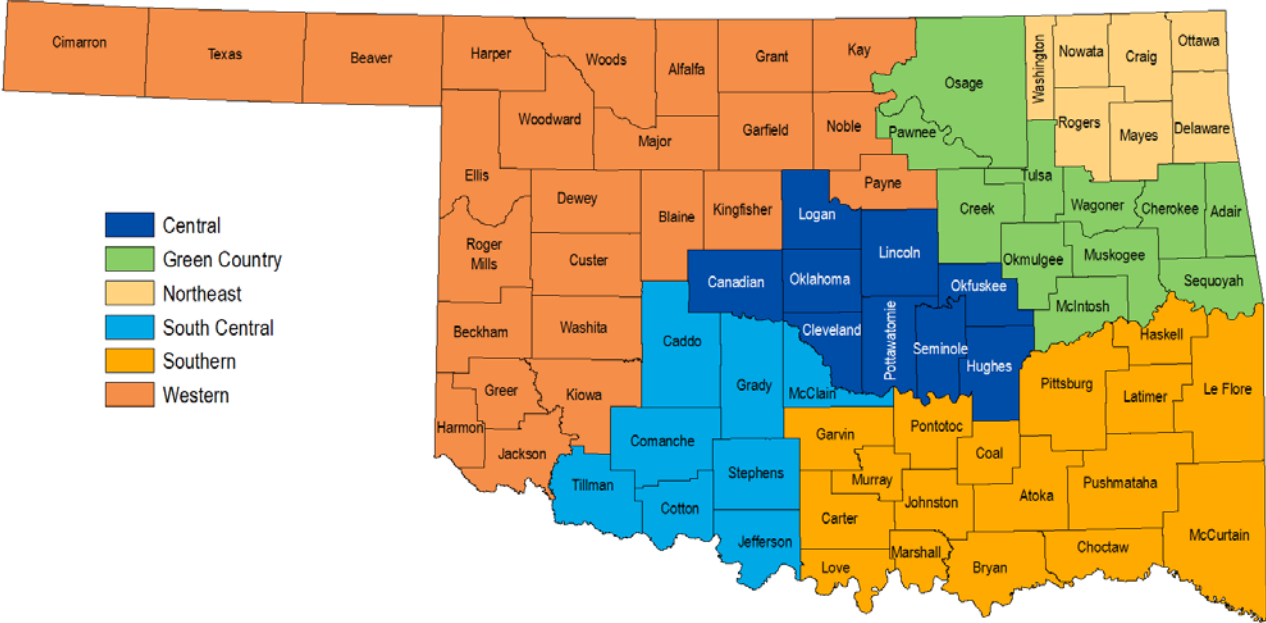 Cimarron
Texas
Beaver
Harper
Woods
Alfalfa
Grant
Kay
Osage
Washington
Nowata
Craig
Ottawa
Woodward
Major
Garfield
Noble
Pawnee
Rogers
Mayes
Delaware
Ellis
Dewey
Blaine
Kingfisher
Logan
Payne
Creek
Tulsa
Wagoner
Cherokee
Adair
Roger
Mills
Custer
Canadian
Oklahoma
Lincoln
Okfuskee
Okmulgee
Muskogee
Sequoyah
McIntosh
Central
Green Country
Northeast
South Central
Southern
Western
Beckham
Washita
Caddo
Grady
Cleveland
McClain
Pottawatomie
Seminole
Hughes
Pittsburg
Haskell
Latimer
Le Flore
Greer
Kiowa
Harmon
Jackson
Comanche
Tillman
Cotton
Stephens
Jefferson
Garvin
Pontotoc
Coal
Murray
Johnston
Atoka
Pushmataha
Carter
Love
Marshall
Bryan
Choctaw
McCurtain